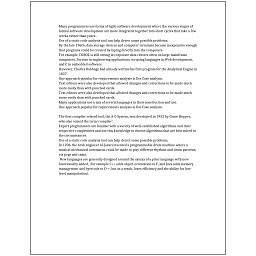 Many programmers use forms of Agile software development where the various stages of
formal software development are more integrated together into short cycles that take a few
weeks rather than years.
Use of a static code analysis tool can help detect some possible problems.
By the late 1960s, data storage devices and computer terminals became inexpensive enough
that programs could be created by typing directly into the computers.
For example, COBOL is still strong in corporate data centers often on large mainframe
computers, Fortran in engineering applications, scripting languages in Web development,
and C in embedded software.
However, Charles Babbage had already written his first program for the Analytical Engine in
1837.
One approach popular for requirements analysis is Use Case analysis.
Text editors were also developed that allowed changes and corrections to be made much
more easily than with punched cards.
Text editors were also developed that allowed changes and corrections to be made much
more easily than with punched cards.
Many applications use a mix of several languages in their construction and use.
One approach popular for requirements analysis is Use Case analysis.
The first compiler related tool, the A-0 System, was developed in 1952 by Grace Hopper,
who also coined the term 'compiler'.
Expert programmers are familiar with a variety of well-established algorithms and their
respective complexities and use this knowledge to choose algorithms that are best suited to
the circumstances.
Use of a static code analysis tool can help detect some possible problems.
In 1206, the Arab engineer Al-Jazari invented a programmable drum machine where a
musical mechanical automaton could be made to play different rhythms and drum patterns,
via pegs and cams.
New languages are generally designed around the syntax of a prior language with new
functionality added, (for example C++ adds object-orientation to C, and Java adds memory
management and bytecode to C++, but as a result, loses efficiency and the ability for low-
level manipulation).